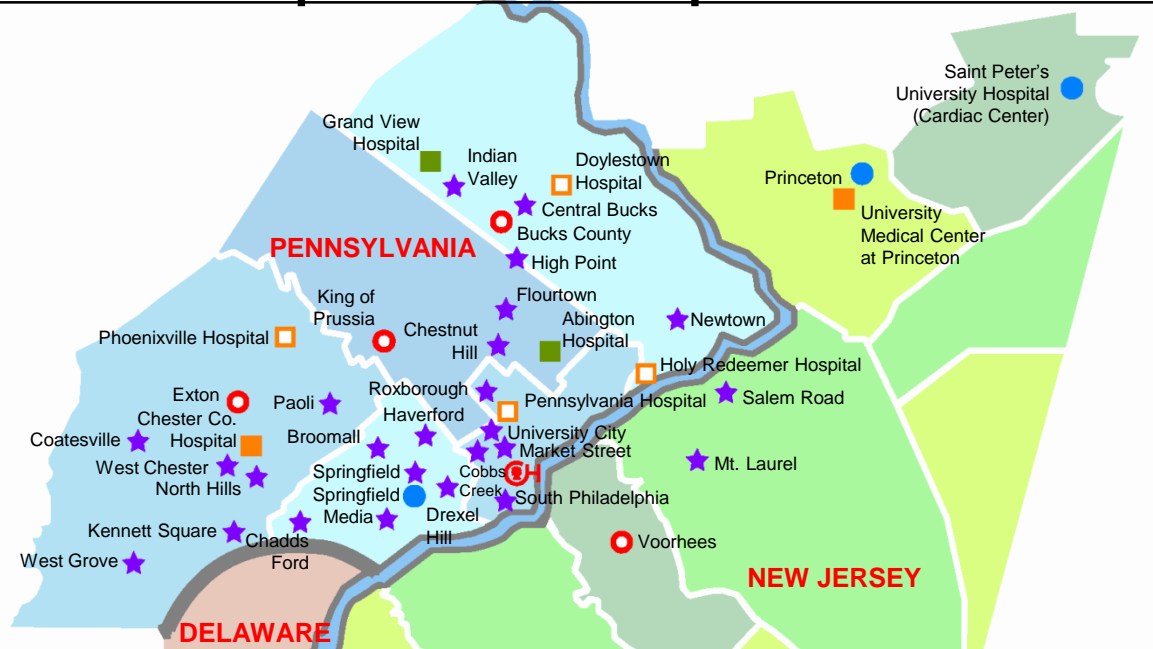 Saint Peter's
University Hospital
(Cardiac Center)
Grand View
Hospital
Indian
Valley
Doylestown
Hospital
Princeton
Central Bucks
University
Medical Center
at Princeton
Bucks County
PENNSYLVANIA
High Point
King of
Prussia
Flourtown
Abington
Hospital
Newtown
Phoenixville Hospital
Chestnut
Hill
Holy Redeemer Hospital
Exton
Paoli
Roxborough
Pennsylvania Hospital
Salem Road
Chester Co.
Hospital
Haverford
Coatesville
Broomall
University City
Market Street
West Chester
North Hills
Springfield
Cobbs
Creek
CH
Mt. Laurel
Springfield
South Philadelphia
Media
Drexel
Hill
Kennett Square
Chadds
Ford
Voorhees
West Grove
NEW JERSEY
DELAWARE